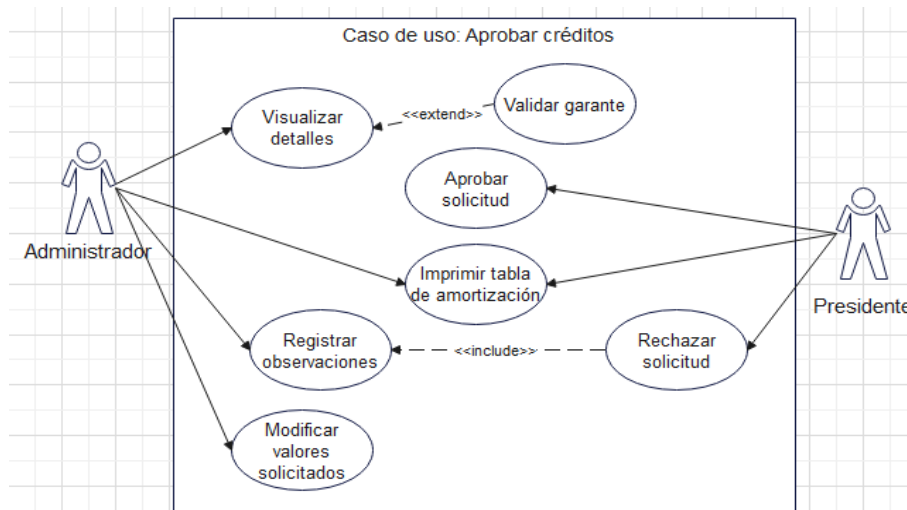 Caso de uso: Aprobar créditos
Visualizar
detalles
<<extend>>
Validar garante
Aprobar
solicitud
Administrador
Imprimir tabla
de amortización
Presidente
Registrar
observaciones
<<include>>
Rechazar
solicitud
Modificar
valores
solicitados